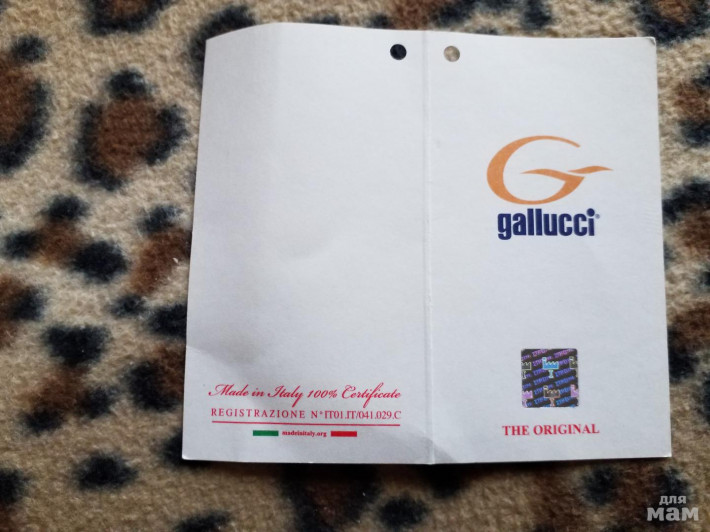 Made in Italy 100% Certificate
REGISTRAZIONE N° IT01.IT/041.029.C
madeinitaly.org
gallucci®
THE ORIGINAL
для
мам